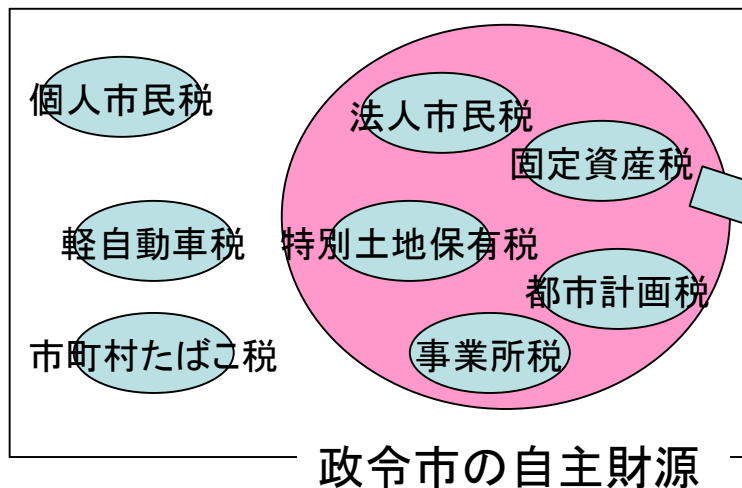 個人市民税
法人市民税
固定資産税
軽自動車税
特別土地保有税
都市計画税
市町村たばこ税
事業所税
政令市の自主財源